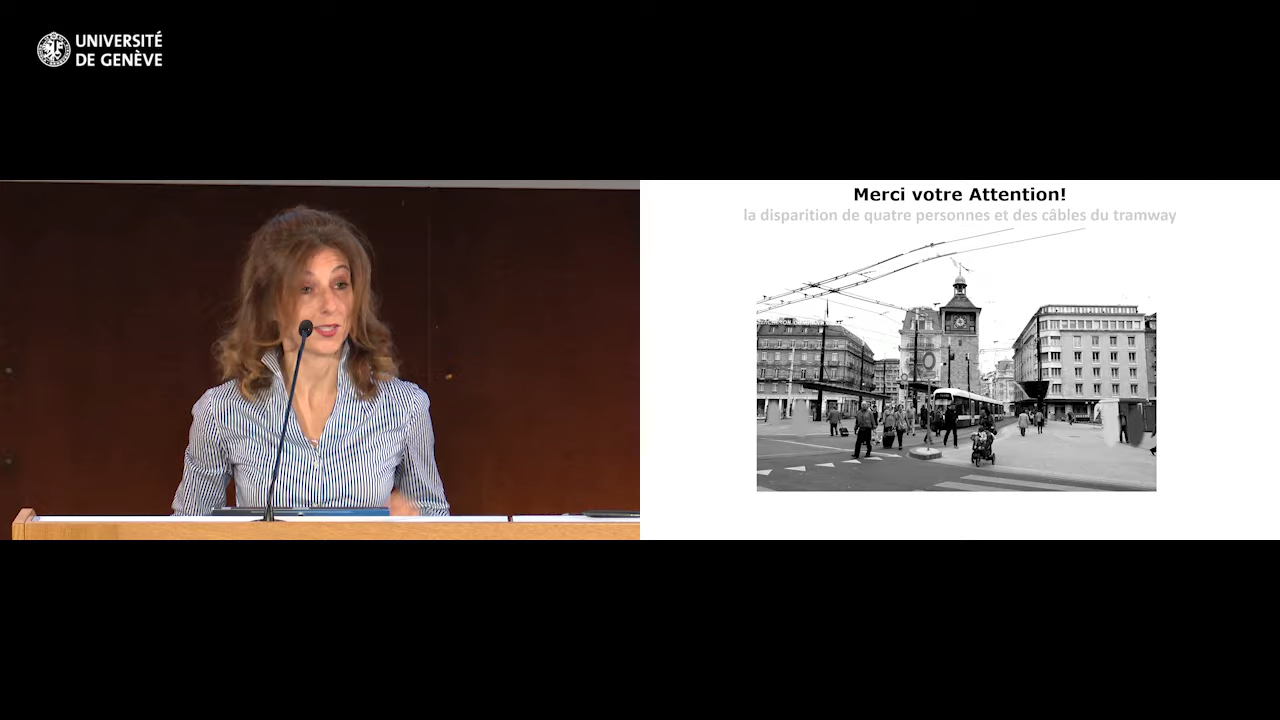 UNIVERSITÉ
DE GENÈVE
Merci votre Attention!
la disparition de quatre personnes et des câbles du tramway